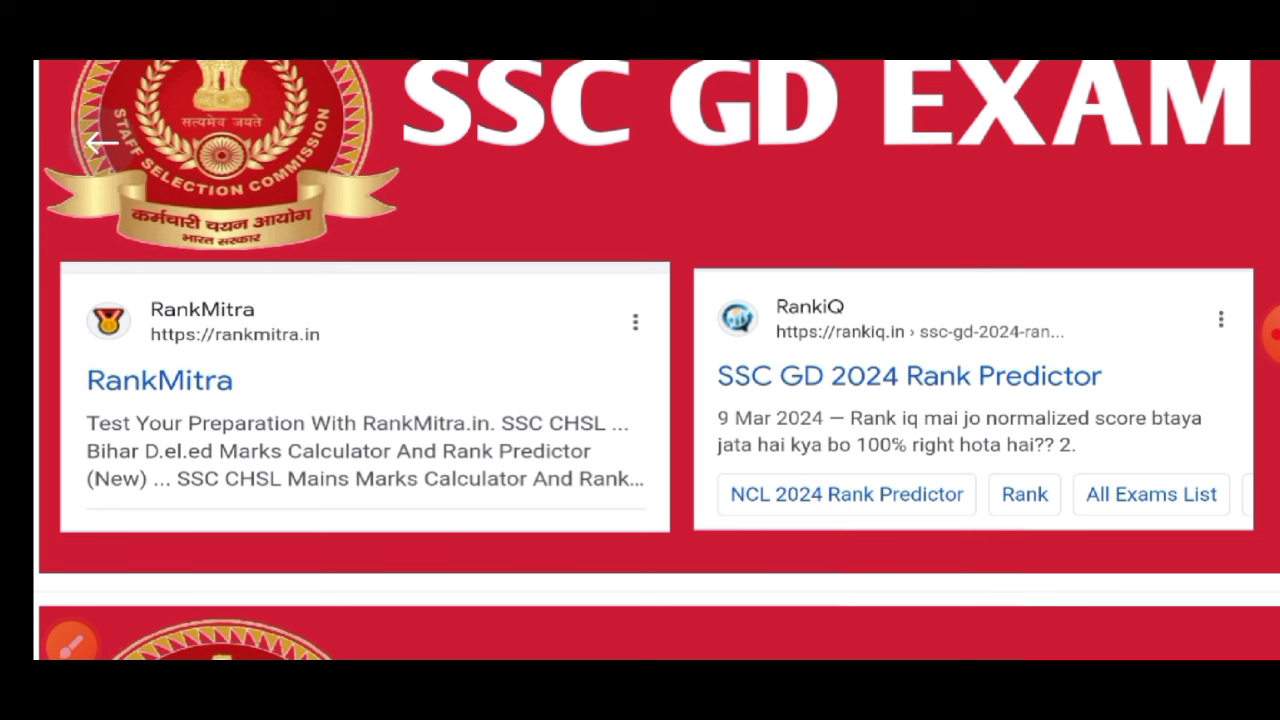 SSC GD EXAM
सत्यमेव जयते
STAFF SELECTION COMMISSION
कर्मचारी चयन आयोग
भारत सरकार
RankMitra
https://rankmitra.in
RankMitra
Test Your Preparation With RankMitra.in. SSC CHSL ...
Bihar D.el.ed Marks Calculator And Rank Predictor
(New) ... SSC CHSL Mains Marks Calculator And Rank...
RankiQ
https://rankiq.in › ssc-gd-2024-ran...
SSC GD 2024 Rank Predictor
9 Mar 2024 — Rank iq mai jo normalized score btaya
jata hai kya bo 100% right hota hai?? 2.
NCL 2024 Rank Predictor Rank All Exams List